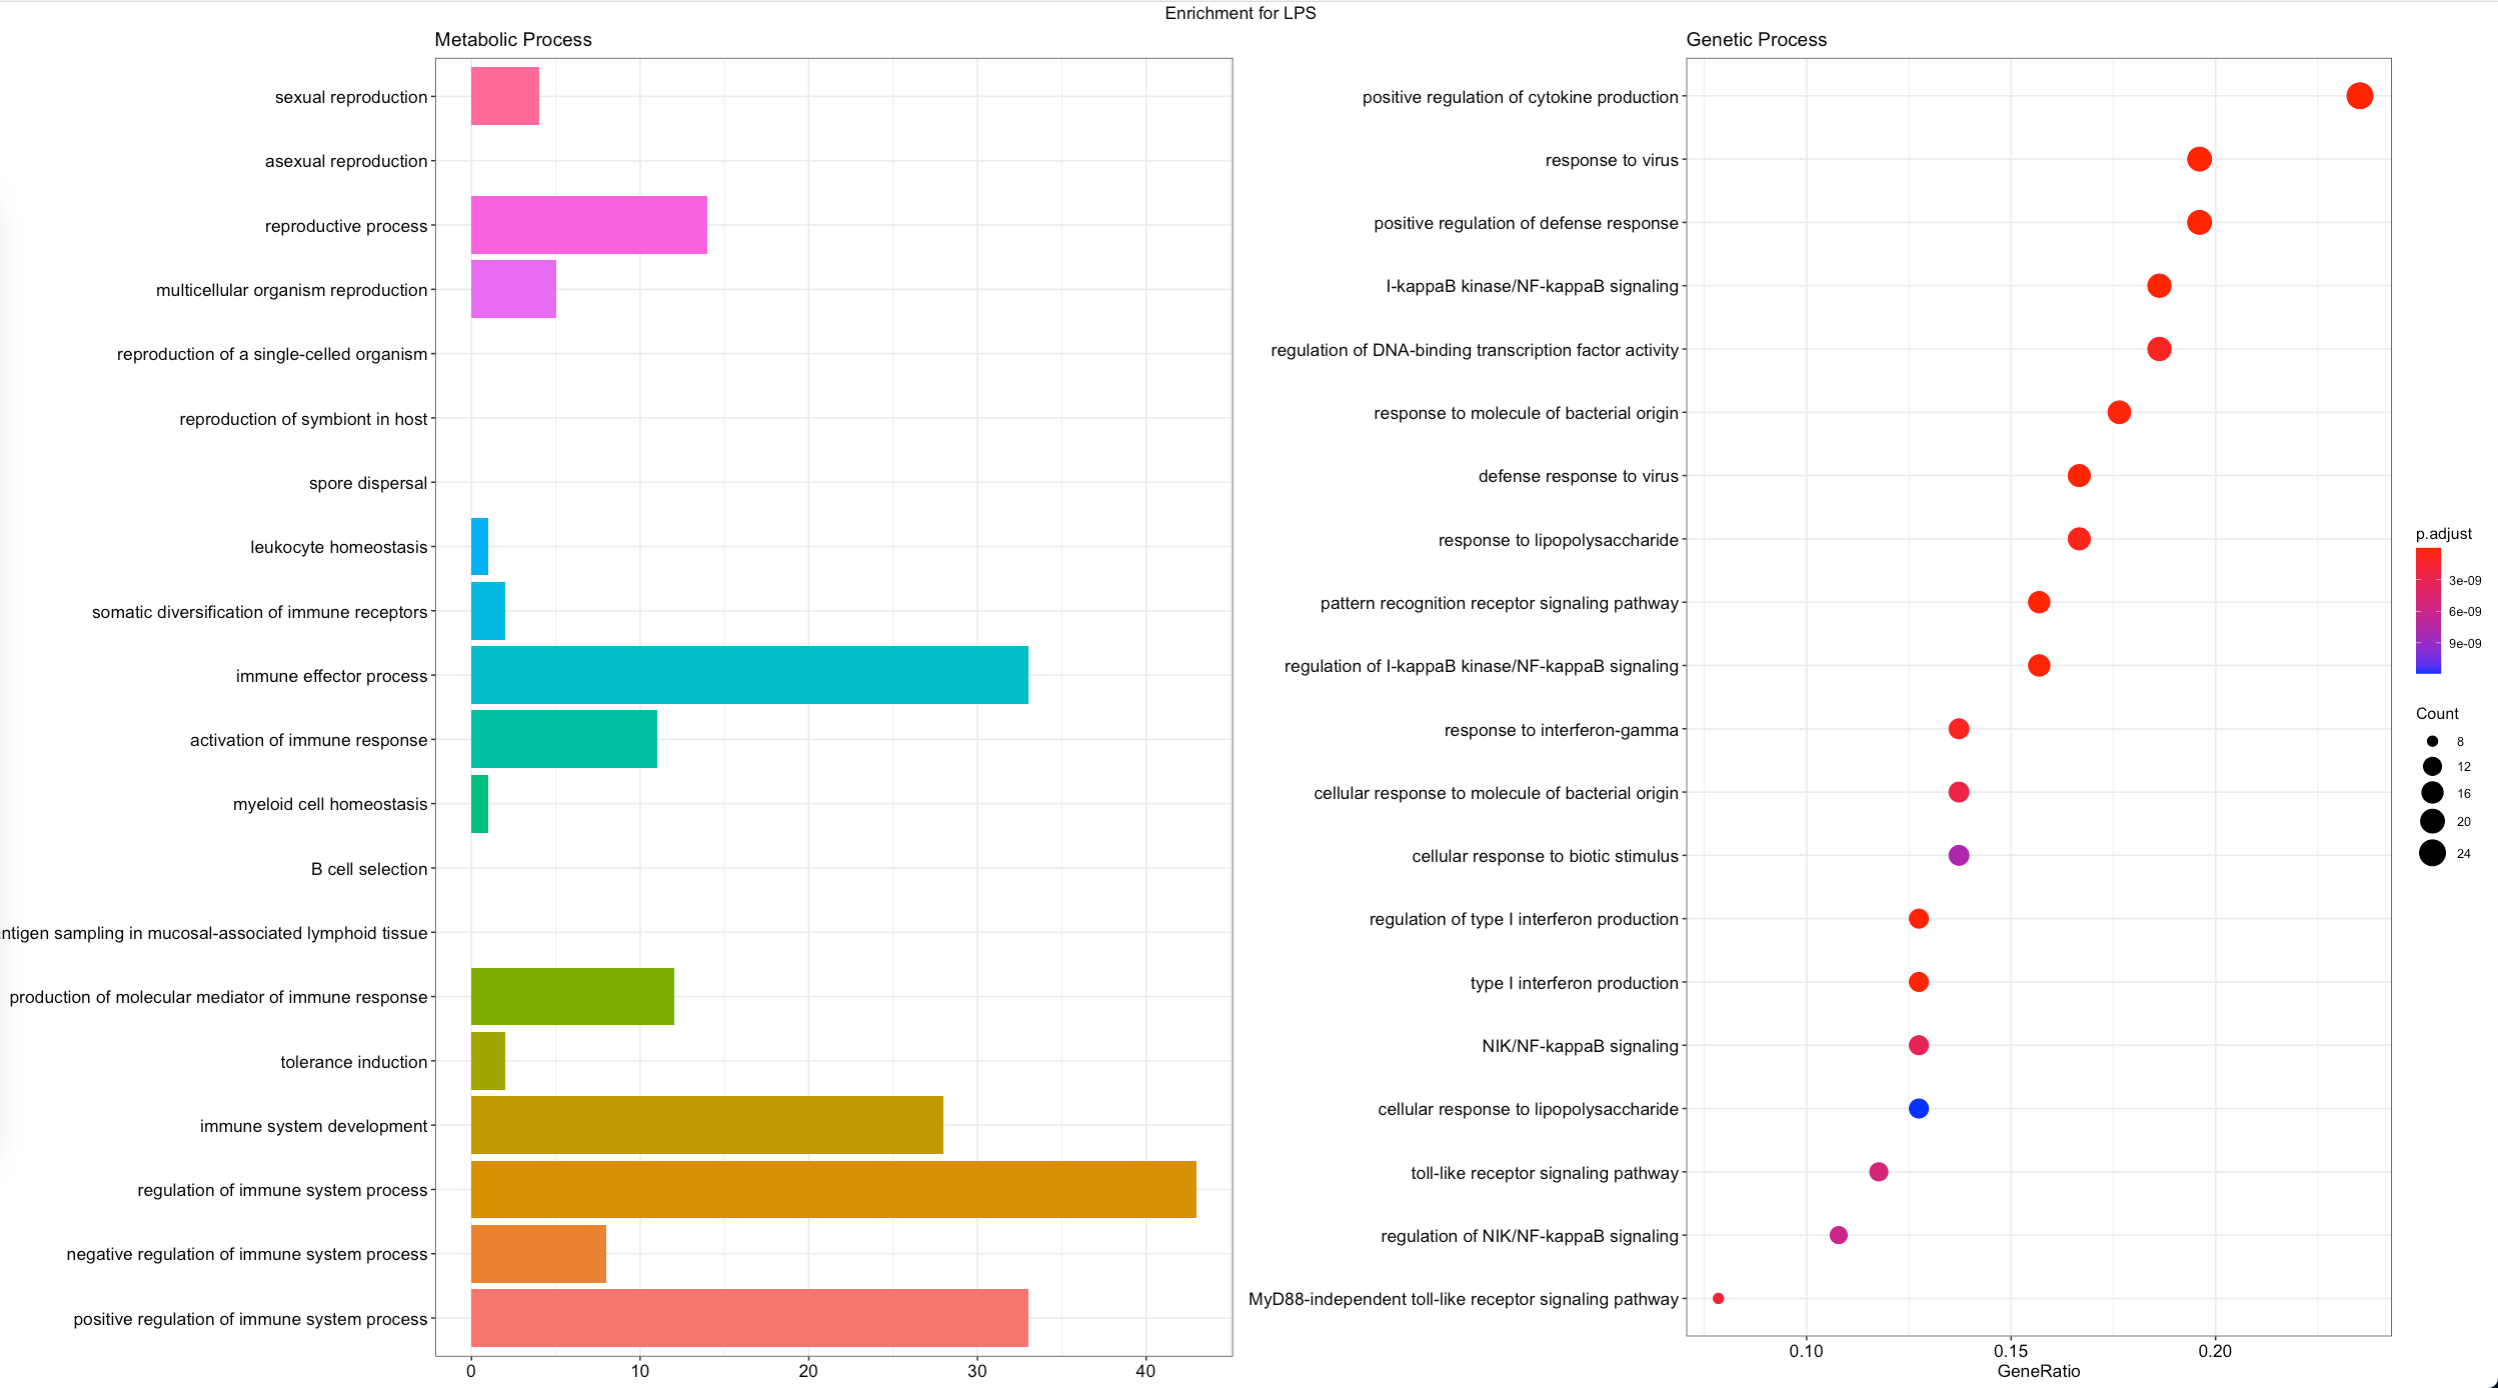 Enrichment for LPS
Metabolic Process
sexual reproduction
asexual reproduction
reproductive process
multicellular organism reproduction
reproduction of a single-celled organism
reproduction of symbiont in host
spore dispersal
leukocyte homeostasis
somatic diversification of immune receptors
immune effector process
activation of immune response
myeloid cell homeostasis
B cell selection
ntigen sampling in mucosal-associated lymphoid tissue
production of molecular mediator of immune response
tolerance induction
immune system development
regulation of immune system process
negative regulation of immune system process
positive regulation of immune system process
0 10 20 30 40
Genetic Process
positive regulation of cytokine production
response to virus
positive regulation of defense response
I-kappaB kinase/NF-kappaB signaling
regulation of DNA-binding transcription factor activity
response to molecule of bacterial origin
defense response to virus
response to lipopolysaccharide
pattern recognition receptor signaling pathway
regulation of I-kappaB kinase/NF-kappaB signaling
response to interferon-gamma
cellular response to molecule of bacterial origin
cellular response to biotic stimulus
regulation of type I interferon production
type I interferon production
NIK/NF-kappaB signaling
cellular response to lipopolysaccharide
toll-like receptor signaling pathway
regulation of NIK/NF-kappaB signaling
MyD88-independent toll-like receptor signaling pathway
0.10 0.15 0.20
GeneRatio
p.adjust
3e-09
6e-09
9e-09
Count
8
12
16
20
24